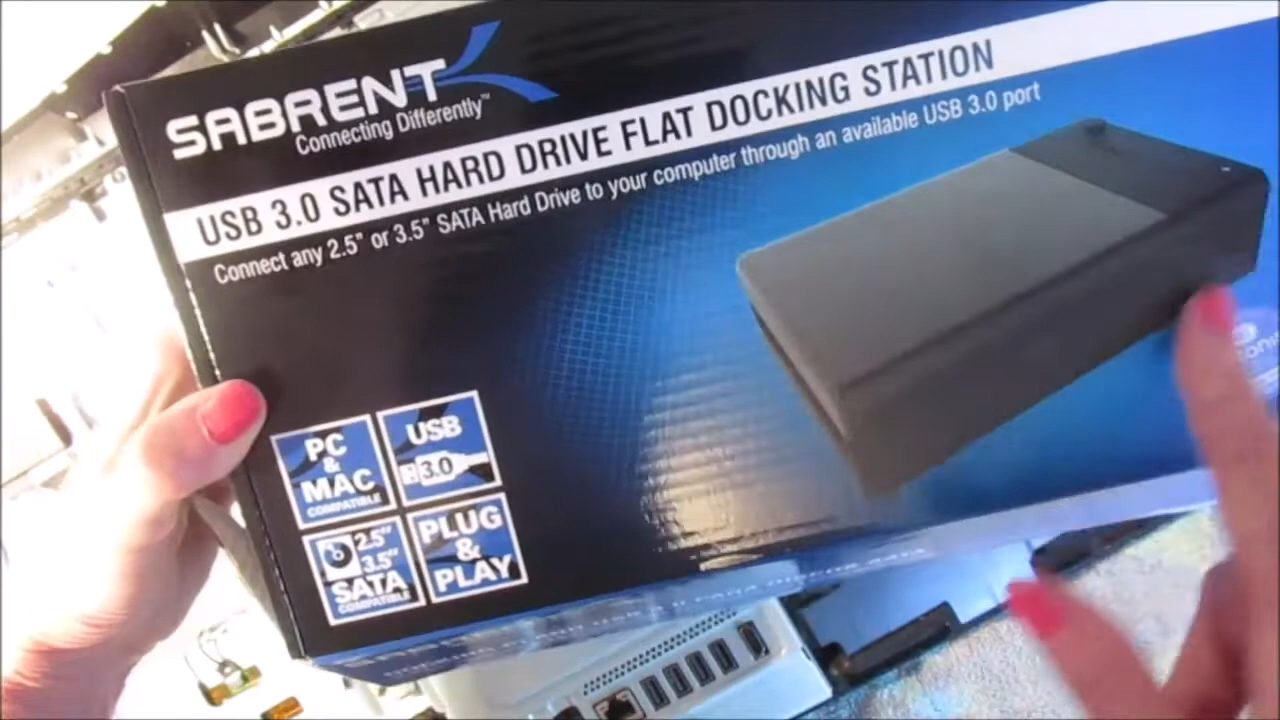 SABRENT
Connecting Differently™
USB 3.0 SATA HARD DRIVE FLAT DOCKING STATION
Connect any 2.5” or 3.5” SATA Hard Drive to your computer through an available USB 3.0 port
PC
&
MAC
COMPATIBLE
USB
3.0
2.5”
3.5”
SATA
COMPATIBLE
PLUG
&
PLAY